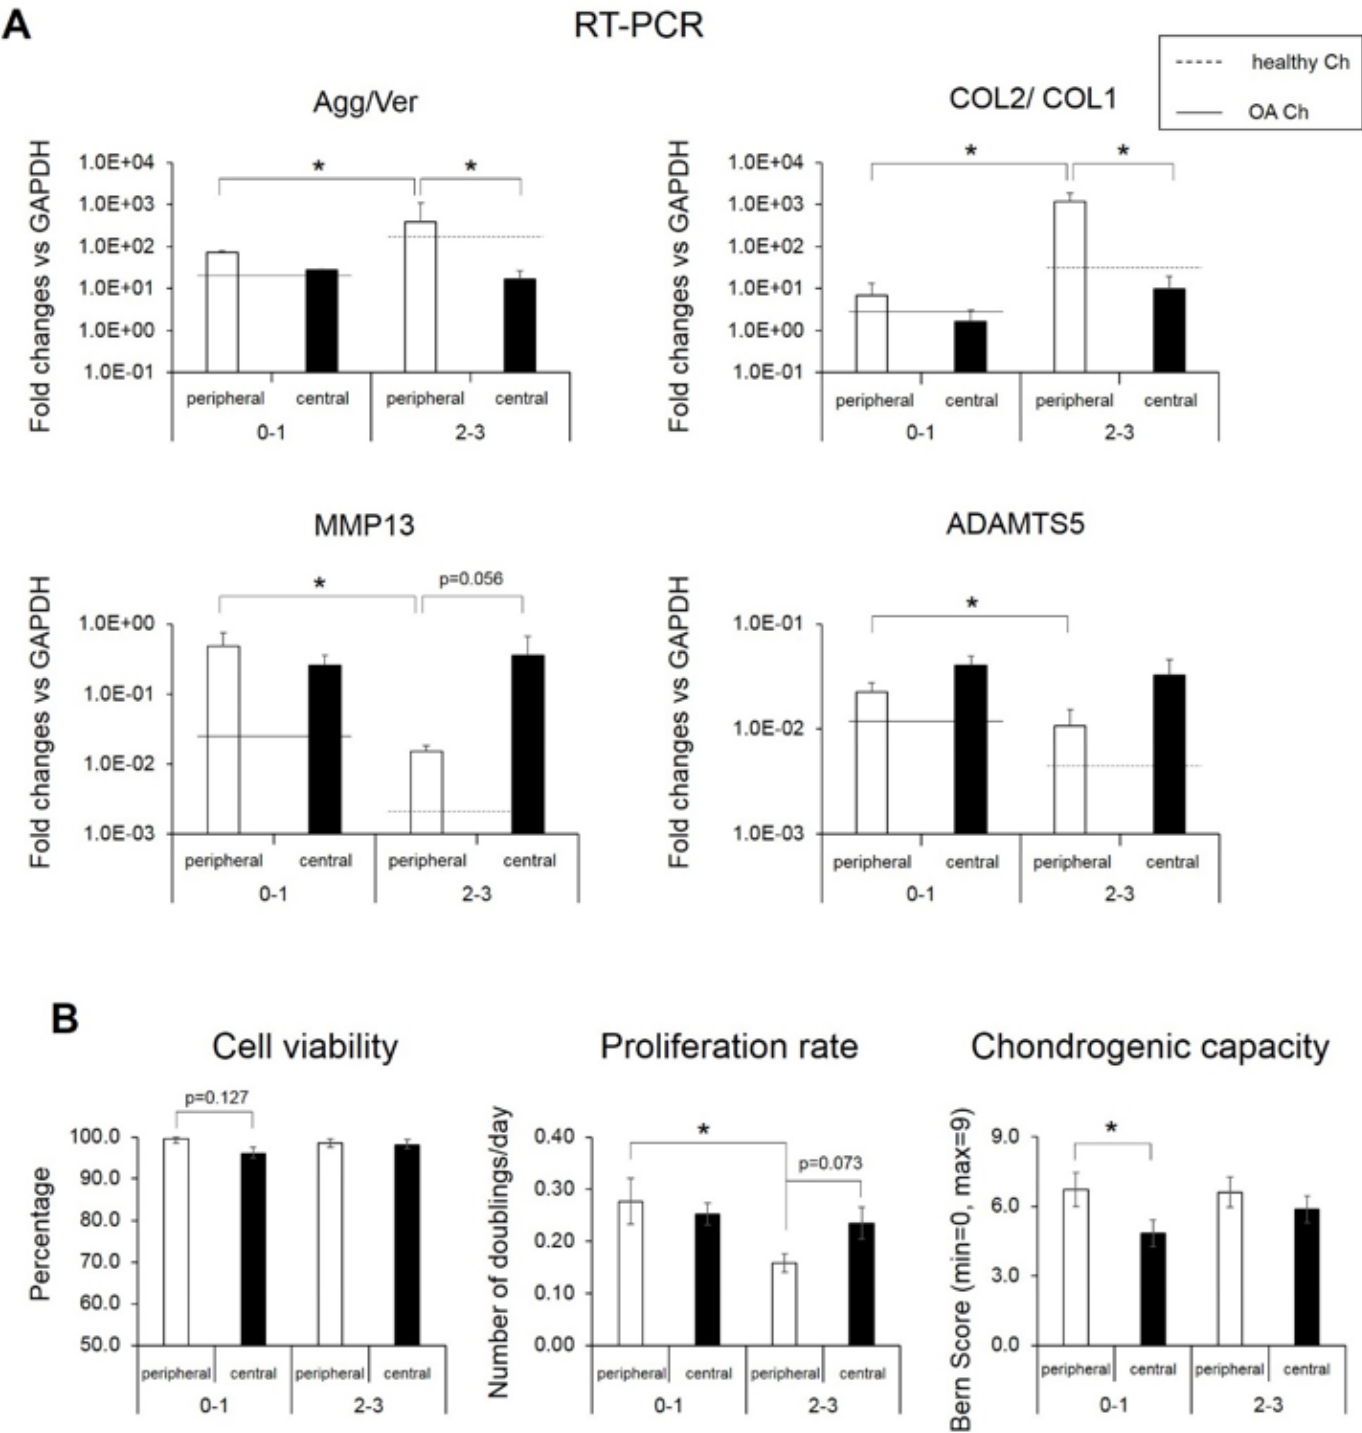 A
RT-PCR
healthy Ch
OA Ch
Agg/Ver
Fold changes vs GAPDH
1.0E+04
1.0E+03
1.0E+02
1.0E+01
1.0E+00
1.0E-01
* *
peripheral central peripheral central
0-1 2-3
COL2/ COL1
Fold changes vs GAPDH
1.0E+04
1.0E+03
1.0E+02
1.0E+01
1.0E+00
1.0E-01
* *
peripheral central peripheral central
0-1 2-3
MMP13
Fold changes vs GAPDH
* p=0.056
1.0E+00
1.0E-01
1.0E-02
1.0E-03
peripheral central peripheral central
0-1 2-3
ADAMTS5
Fold changes vs GAPDH
*
1.0E-01
1.0E-02
1.0E-03
peripheral central peripheral central
0-1 2-3
B
Cell viability
Percentage
p=0.127
100.0
90.0
80.0
70.0
60.0
50.0
peripheral central peripheral central
0-1 2-3
Proliferation rate
Number of doublings/day
0.40
0.30
0.20
0.10
0.00
*
p=0.073
peripheral central peripheral central
0-1 2-3
Chondrogenic capacity
Bern Score (min=0, max=9)
9.0
6.0
3.0
0.0
*
peripheral central peripheral central
0-1 2-3